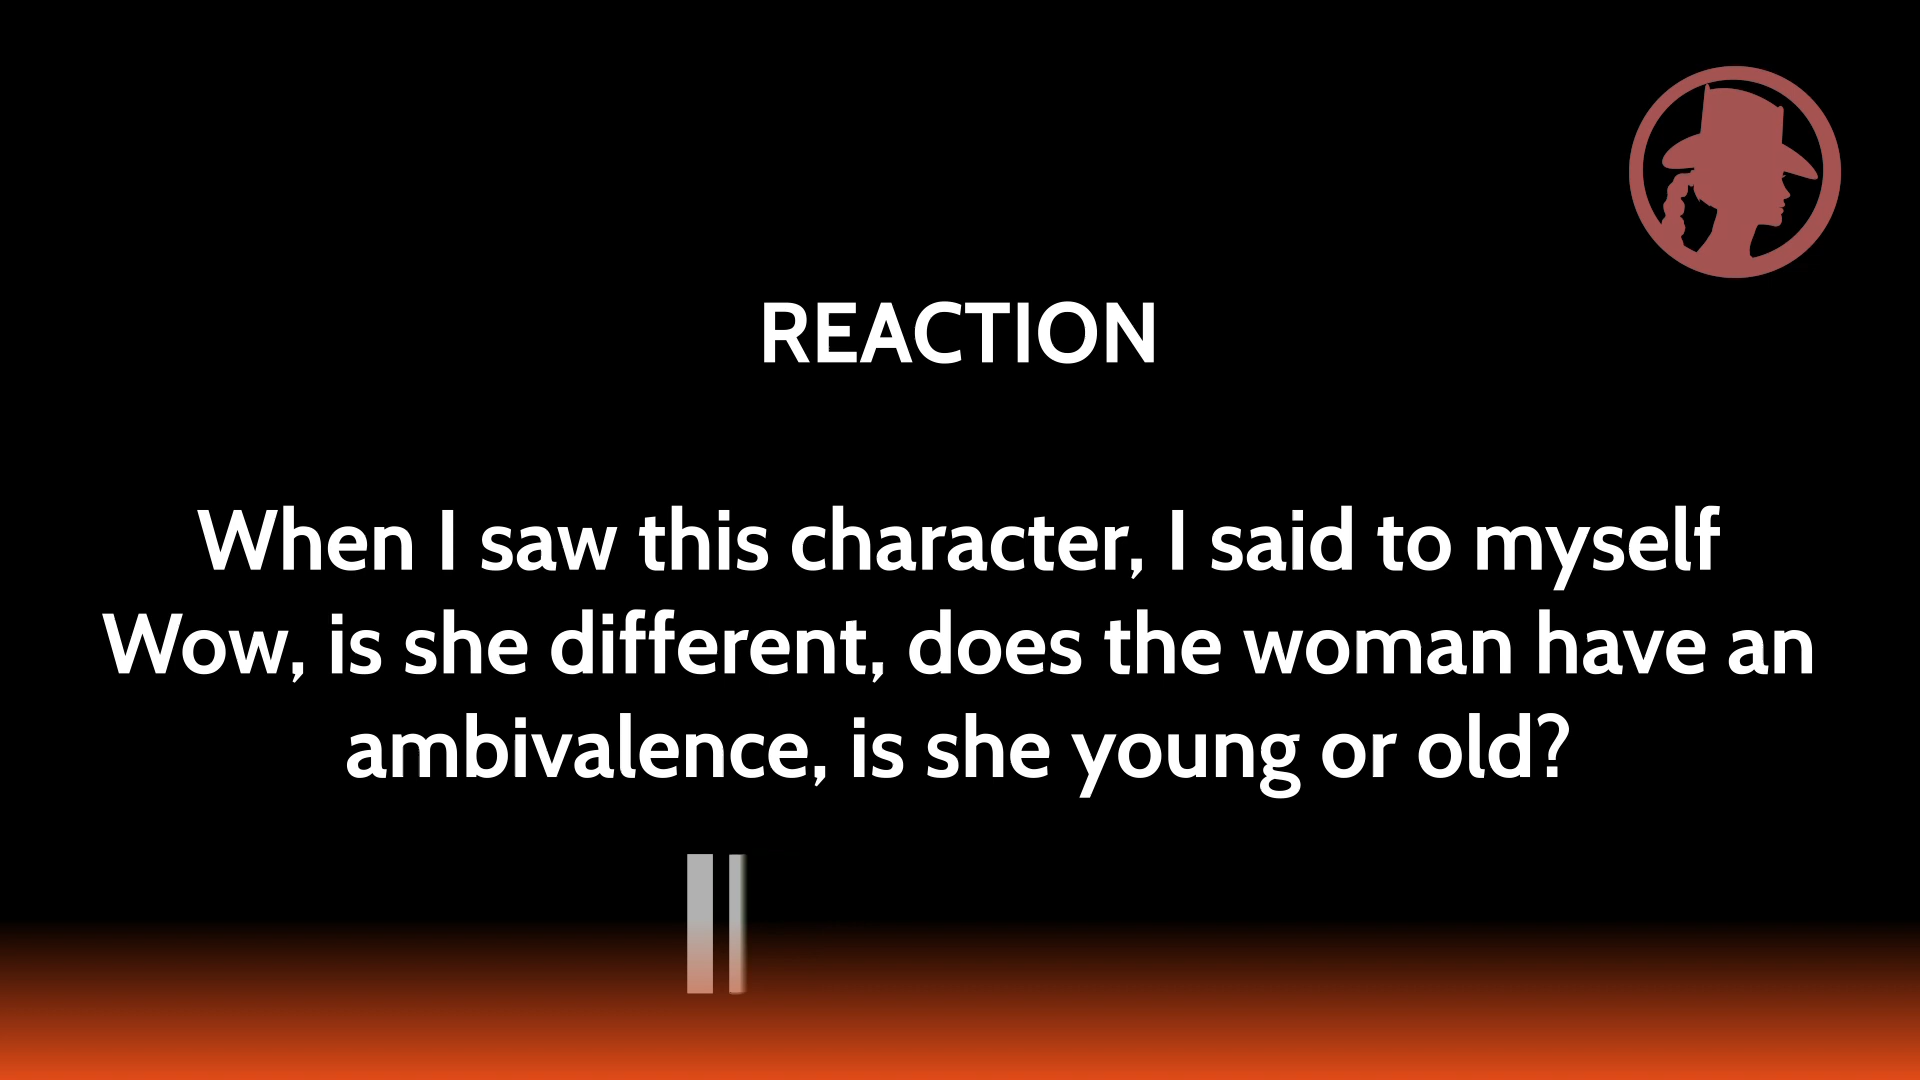 REACTION
When I saw this character, I said to myself
Wow, is she different, does the woman have an
ambivalence, is she young or old?